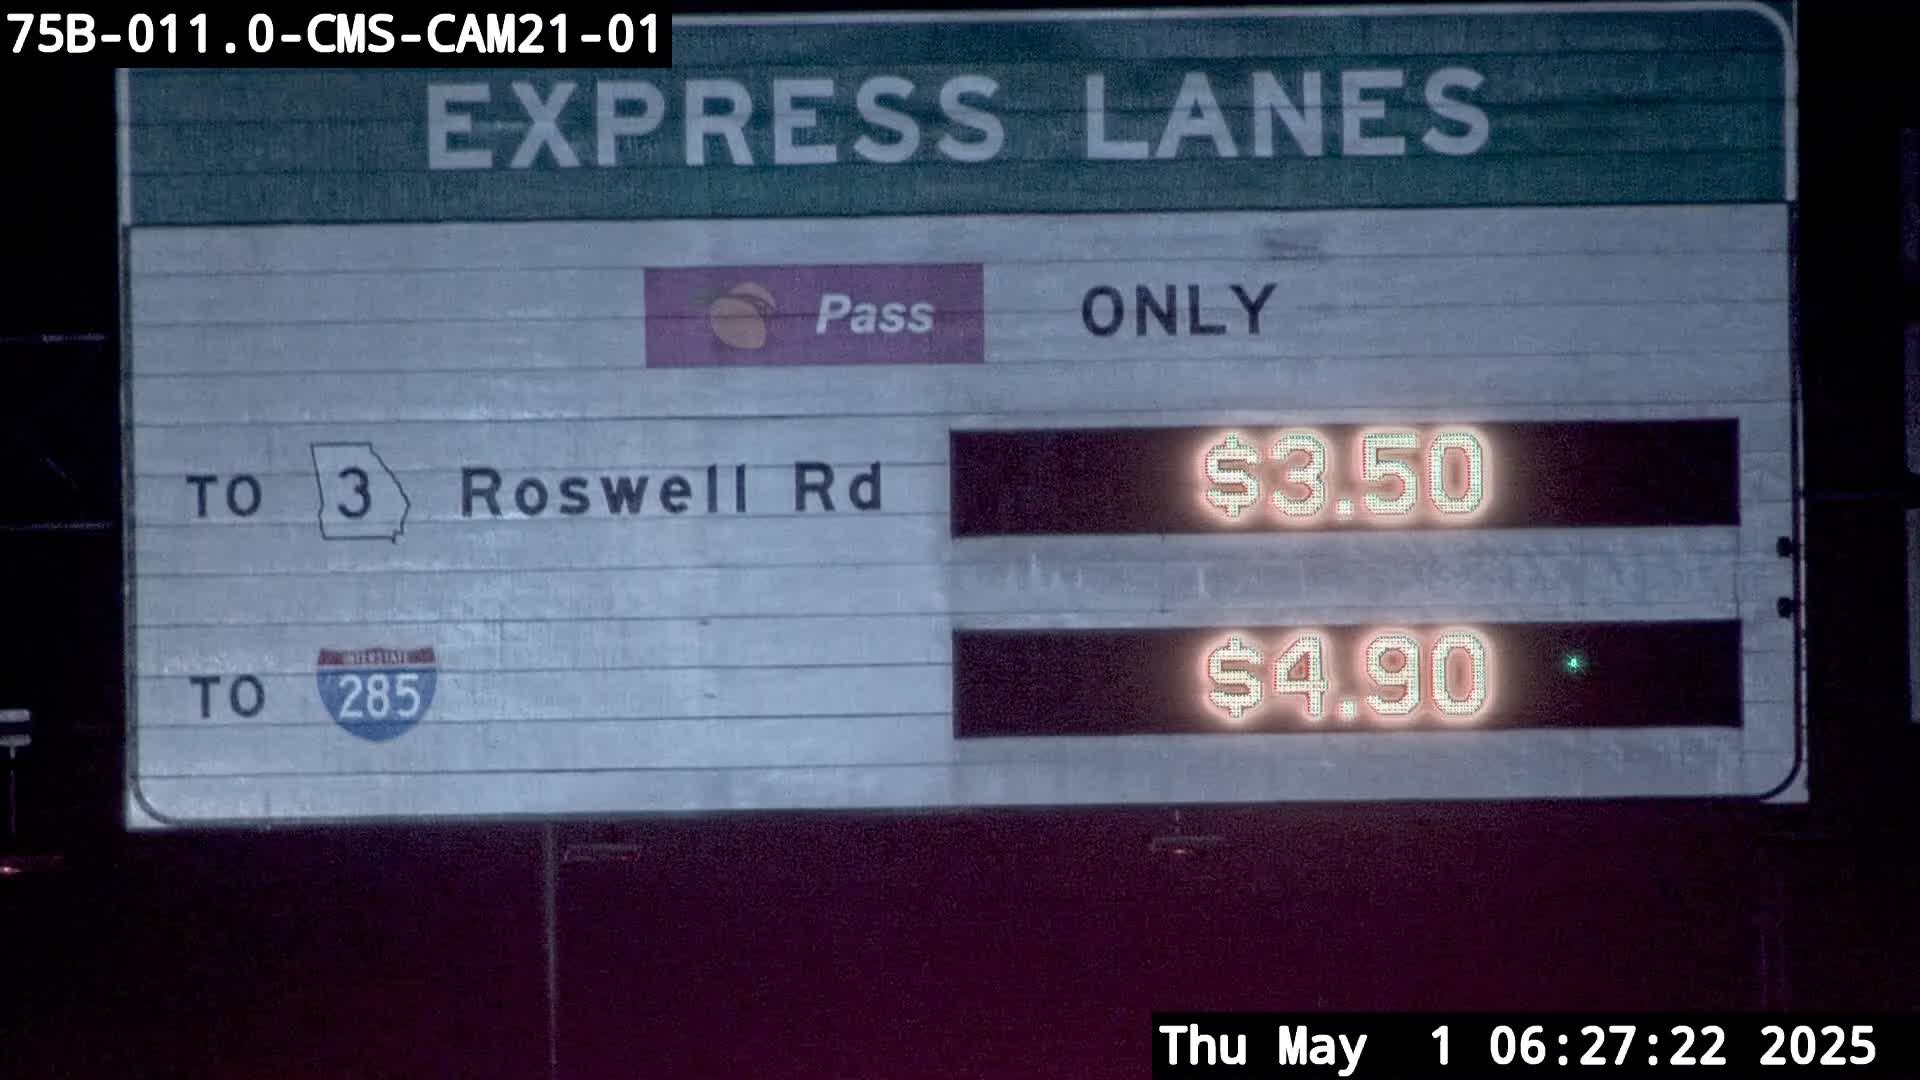 75B-011.0-CMS-CAM21-01
EXPRESS LANES
Pass ONLY
TO 3 Roswell Rd $3.50
INTERSTATE
TO 285 $4.90
Thu May 1 06:27:22 2025